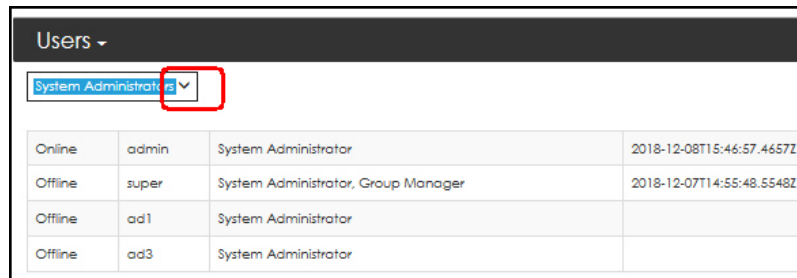 Users
System Administrators
Online admin System Administrator 2018-12-08T15:46:57.4657Z
Offline super System Administrator, Group Manager 2018-12-07T14:55:48.5548Z
Offline ad1 System Administrator
Offline ad3 System Administrator